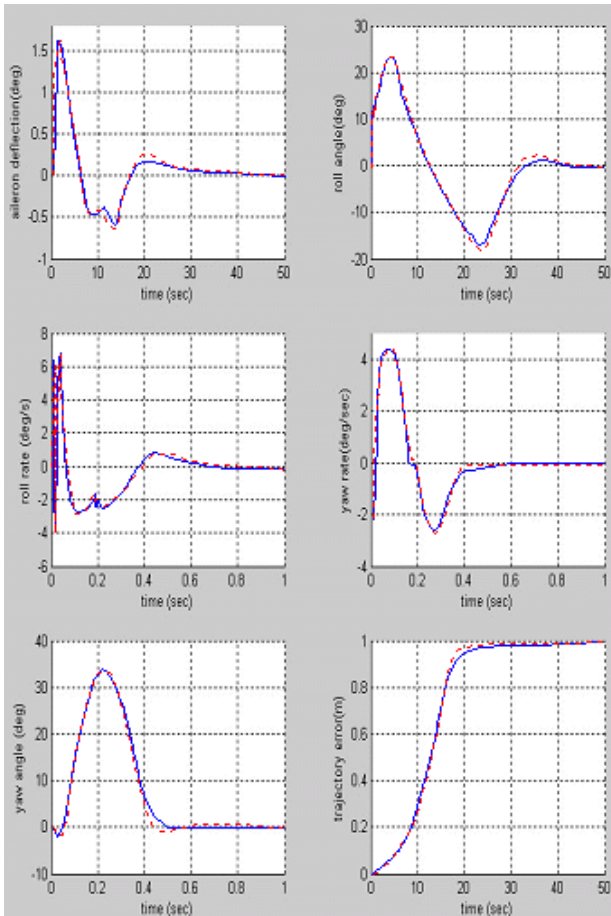 aileron deflection(deg)
1.5
1
0.5
0
-0.5
-1
0 10 20 30 40 50
time (sec)
roll angle(deg)
30
20
10
0
-10
-20
0 10 20 30 40 50
time (sec)
roll rate (deg/s)
8
6
4
2
0
-2
-4
-6
0 0.2 0.4 0.6 0.8 1
time (sec)
yaw rate(deg/sec)
4
2
0
-2
-4
0 0.2 0.4 0.6 0.8 1
time (sec)
yaw angle (deg)
40
30
20
10
0
-10
0 0.2 0.4 0.6 0.8 1
time (sec)
trajectory error(m)
1
0.8
0.6
0.4
0.2
0
0 10 20 30 40 50
time (sec)